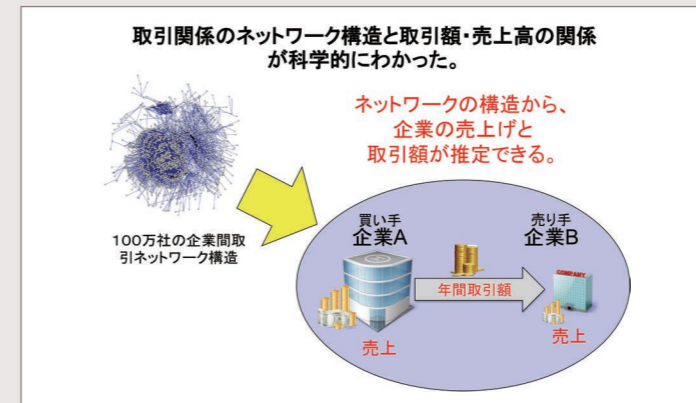 取引関係のネットワーク構造と取引額・売上高の関係
が科学的にわかった。
ネットワークの構造から、
企業の売上げと
取引額が推定できる。
100万社の企業間取
引ネットワーク構造
買い手
企業A
売り手
企業B
COMPANY
年間取引額
売上
売上